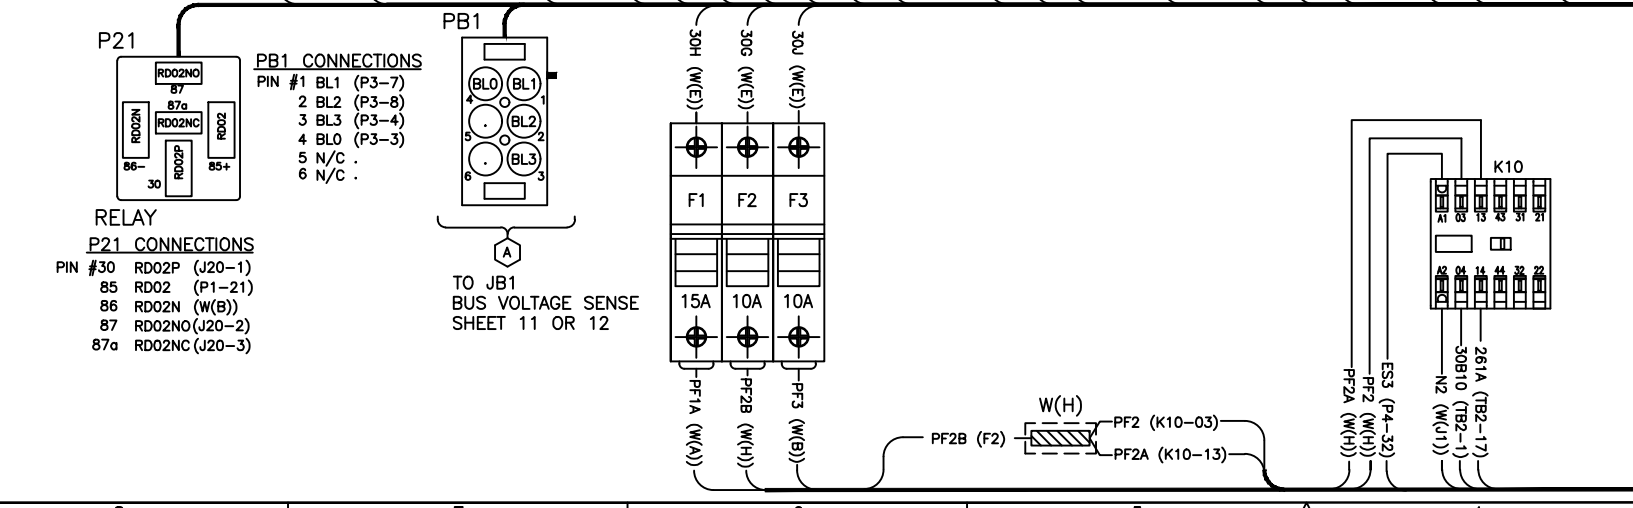 P21
RD02NO
87
87a
RD02N
RD02NC
RD02
86-
RD02P
85+
30
RELAY
P21 CONNECTIONS
PIN #30 RD02P (J20-1)
85 RD02 (P1-21)
86 RD02N (W(B))
87 RD02NO (J20-2)
87a RD02NC (J20-3)
PB1 CONNECTIONS
PIN #1 BL1 (P3-7)
2 BL2 (P3-8)
3 BL3 (P3-4)
4 BL0 (P3-3)
5 N/C .
6 N/C .
PB1
BL0 BL1
4 1
. BL2
5 2
. BL3
6 3
A
TO JB1
BUS VOLTAGE SENSE
SHEET 11 OR 12
30H (W(E))
30G (W(E))
30J (W(E))
F1 F2 F3
15A 10A 10A
PF1A (W(A))
PF2B (W(H))
PF3 (W(B))
PF2B (F2)
W(H)
PF2 (K10-03)
PF2A (K10-13)
K10
A1 03 13 43 31 21
A2 04 14 44 32 22
PF2A (W(H))
PF2 (W(H))
ES3 (P4-32)
N2 (W(J1))
30B10 (TB2-1)
261A (TB2-17)